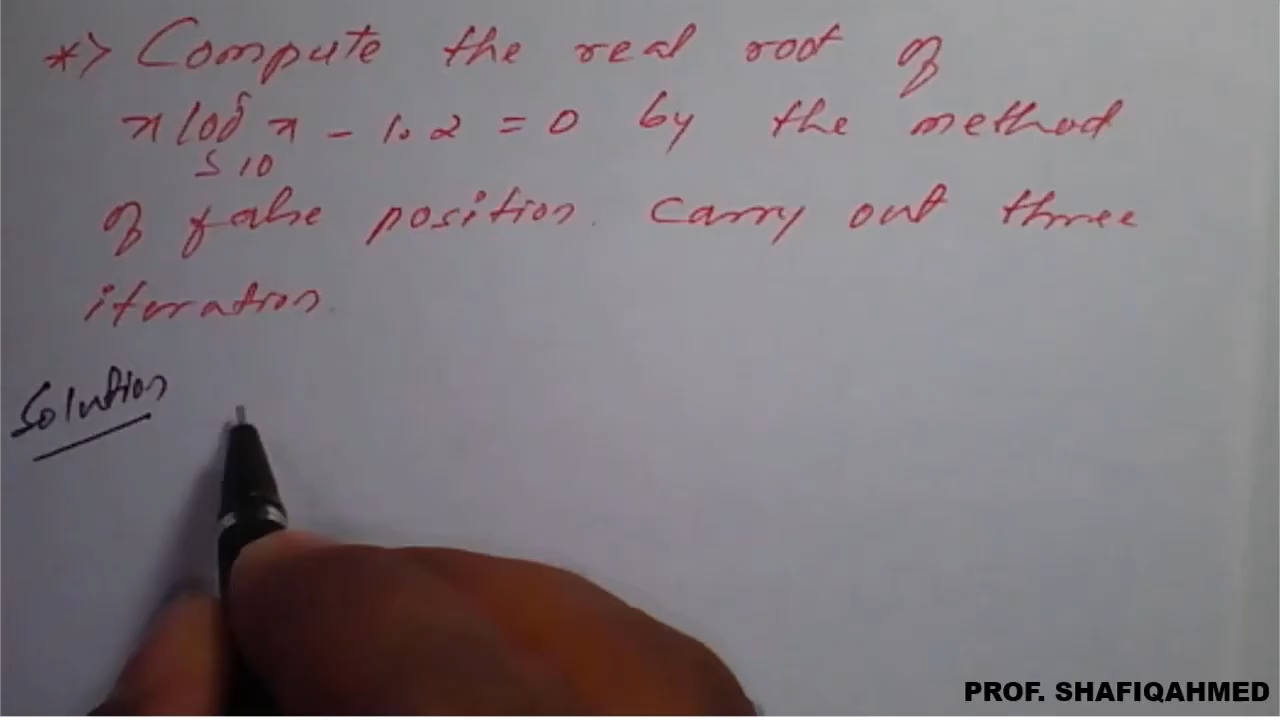 *> Compute the real root of
x log x - 1.2 = 0 by the method
10
of false position. Carry out three
iteration.
Solution
PROF. SHAFIQAHMED